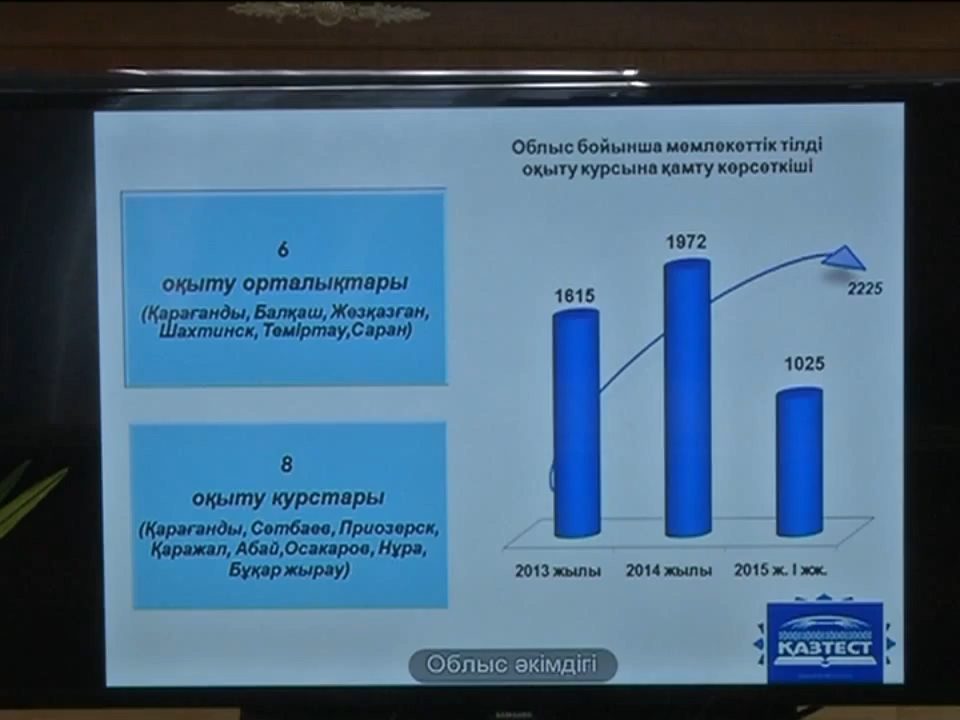 Облыс бойынша мемлекеттік тілді
оқыту курсына қамту көрсеткіші
6
оқыту орталықтары
(Қарағанды, Балқаш, Жөзқазған,
Шахтинск, Теміртау,Саран)
8
оқыту курстары
(Қарағанды, Сәтбаев, Приозерск,
Қаражал, Абай,Осакаров, Нұра,
Бұқар жырау)
1615
1972
1025
2225
2013 жылы
2014 жылы
2015 ж. I жж.
ҚАЗТЕСТ
Облыс әкімдігі
SAMSUNG